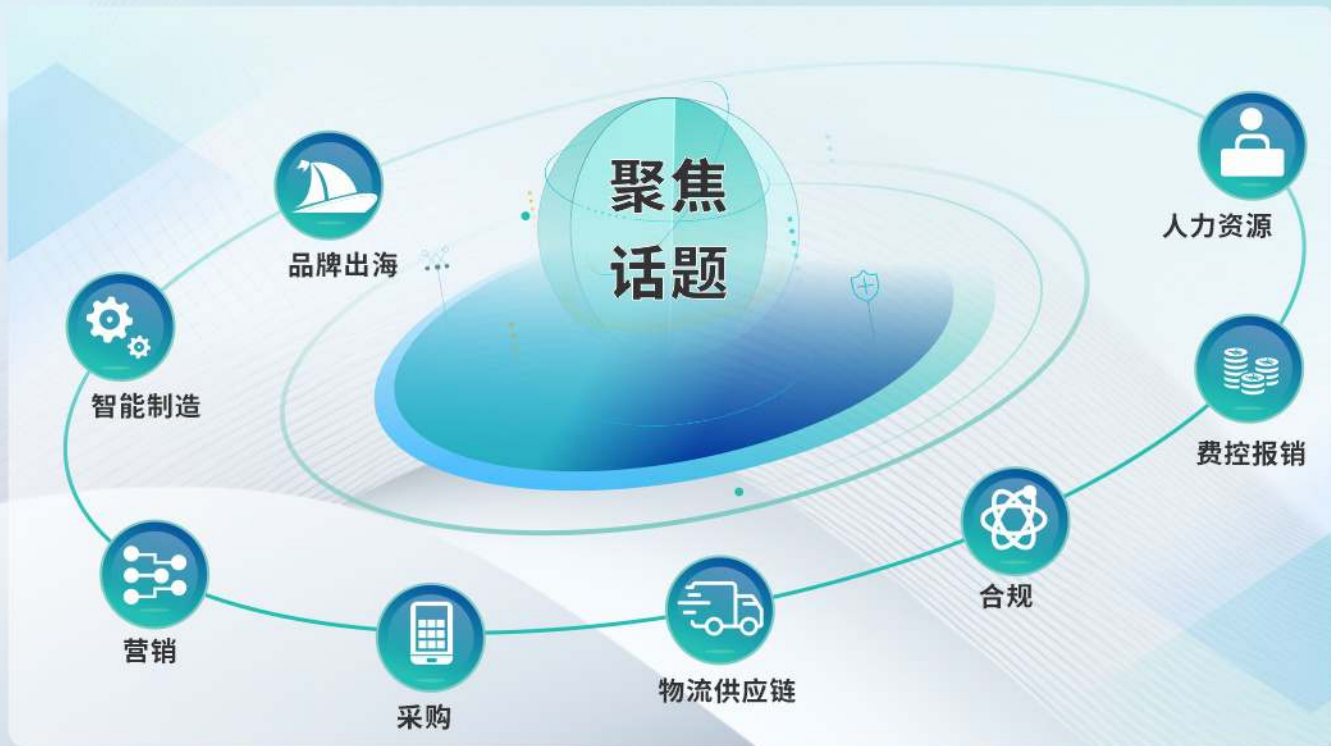 聚焦
话题
品牌出海
智能制造
营销
采购
物流供应链
合规
费控报销
人力资源